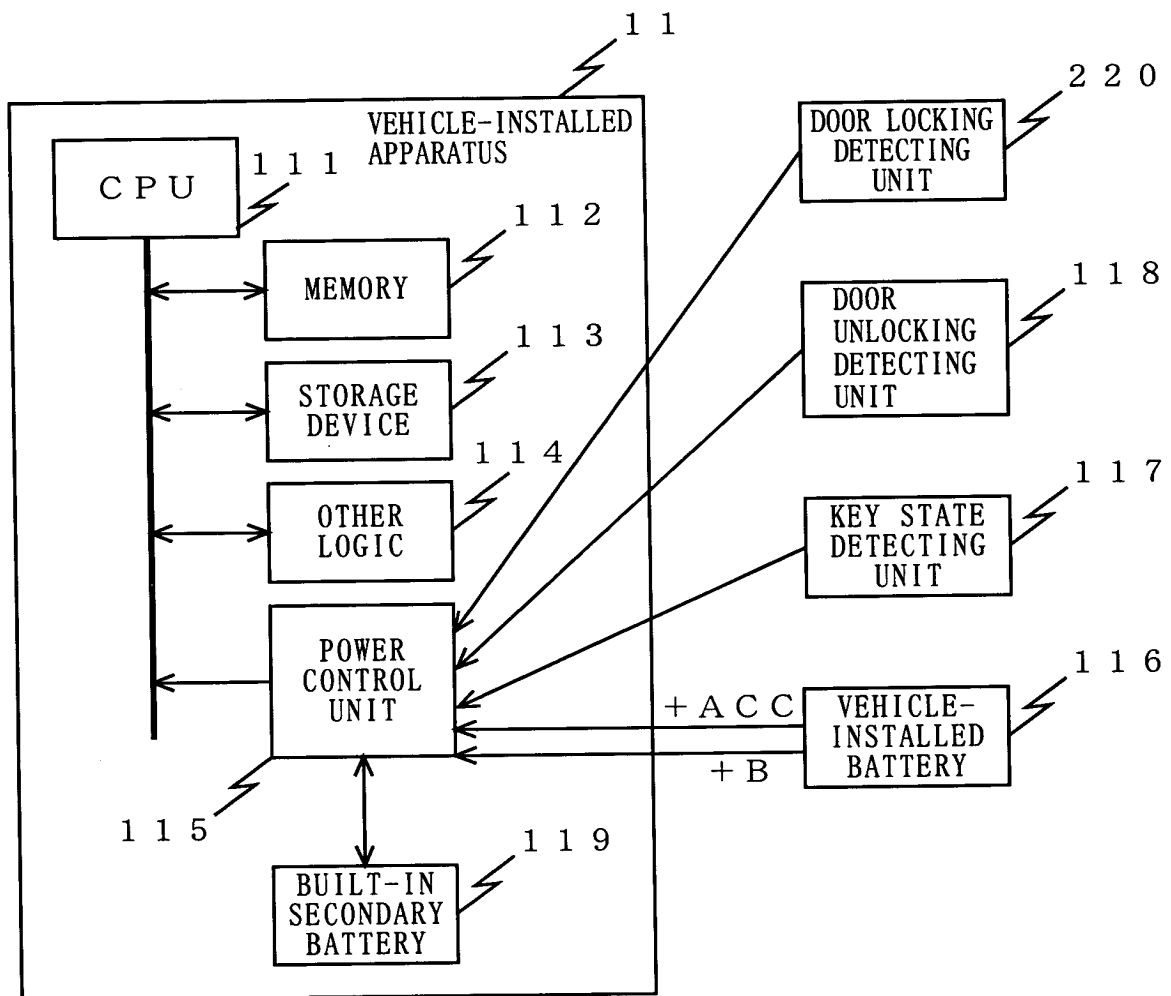 11
VEHICLE-INSTALLED
APPARATUS
CPU
111
MEMORY
112
STORAGE
DEVICE
113
OTHER
LOGIC
114
POWER
CONTROL
UNIT
115
BUILT-IN
SECONDARY
BATTERY
119
DOOR LOCKING
DETECTING
UNIT
220
DOOR
UNLOCKING
DETECTING
UNIT
118
KEY STATE
DETECTING
UNIT
117
+ACC
+B
VEHICLE-
INSTALLED
BATTERY
116